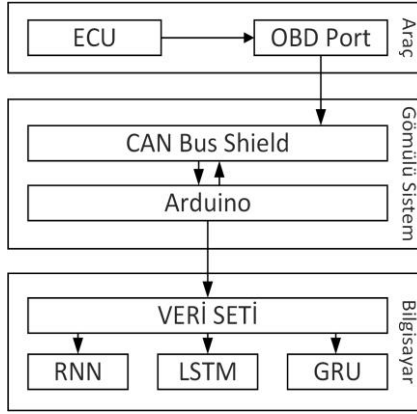 ECU
OBD Port
Araç
CAN Bus Shield
Arduino
Gömülü Sistem
VERİ SETİ
RNN
LSTM
GRU
Bilgisayar